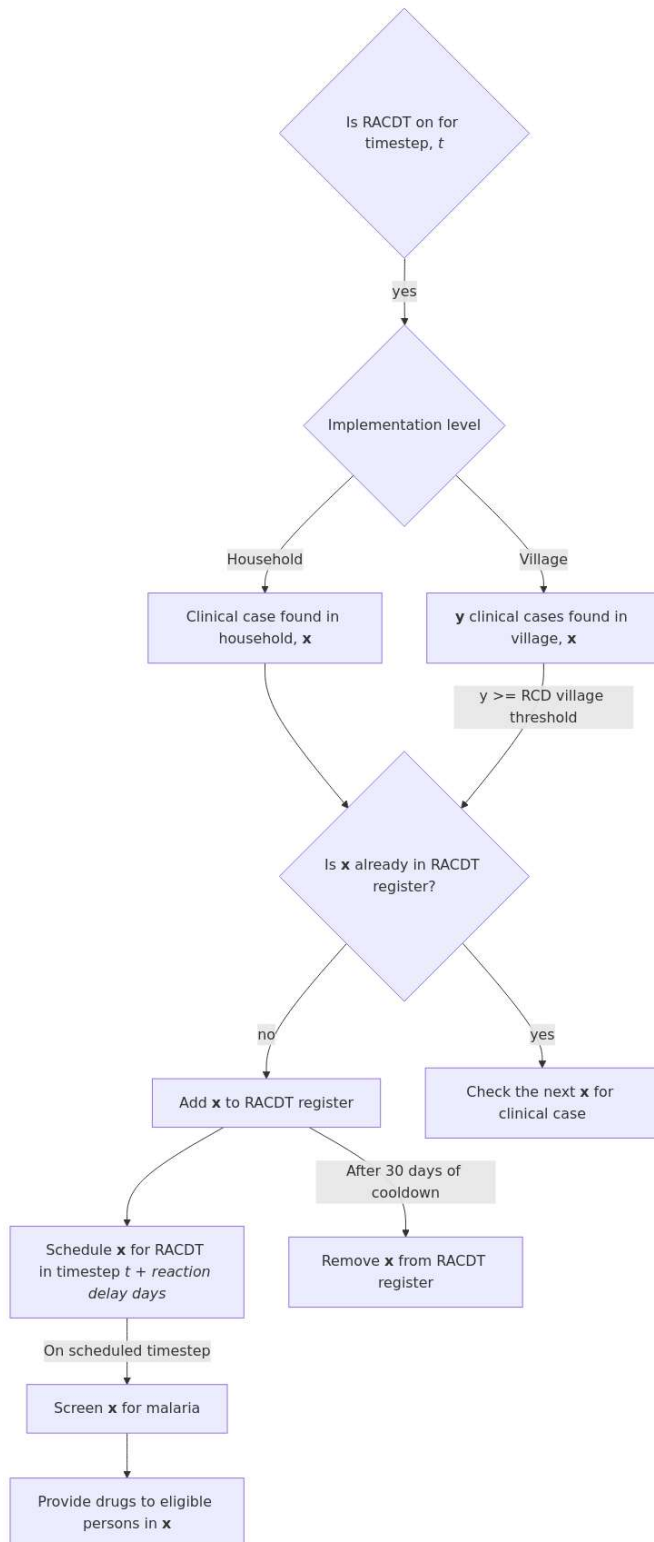 Is RACDT on for
timestep, t
yes
Implementation level
Household
Village
Clinical case found in
household, x
y clinical cases found in
village, x
y >= RCD village
threshold
Is x already in RACDT
register?
no
yes
Add x to RACDT register
Check the next x for
clinical case
After 30 days of
cooldown
Schedule x for RACDT
in timestep t + reaction
delay days
Remove x from RACDT
register
On scheduled timestep
Screen x for malaria
Provide drugs to eligible
persons in x